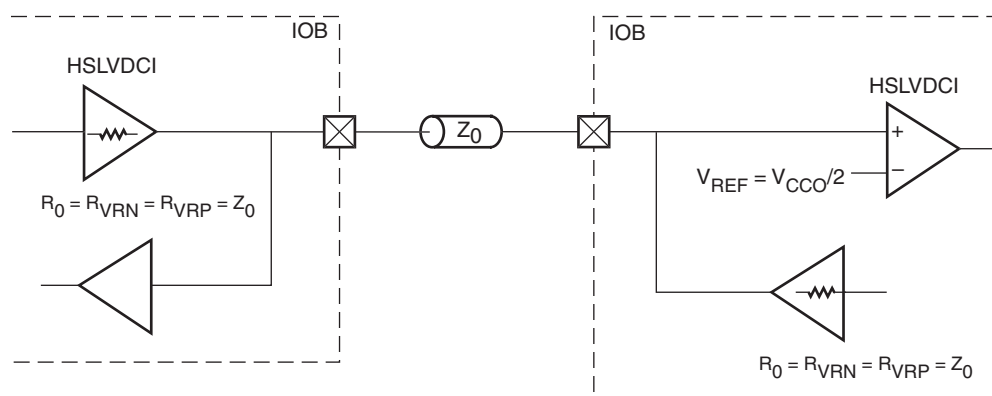 IOB
HSLVDCI
R0 = RVRN = RVRP = Z0
Z0
IOB
HSLVDCI
+
VREF = VCCO/2
−
R0 = RVRN = RVRP = Z0